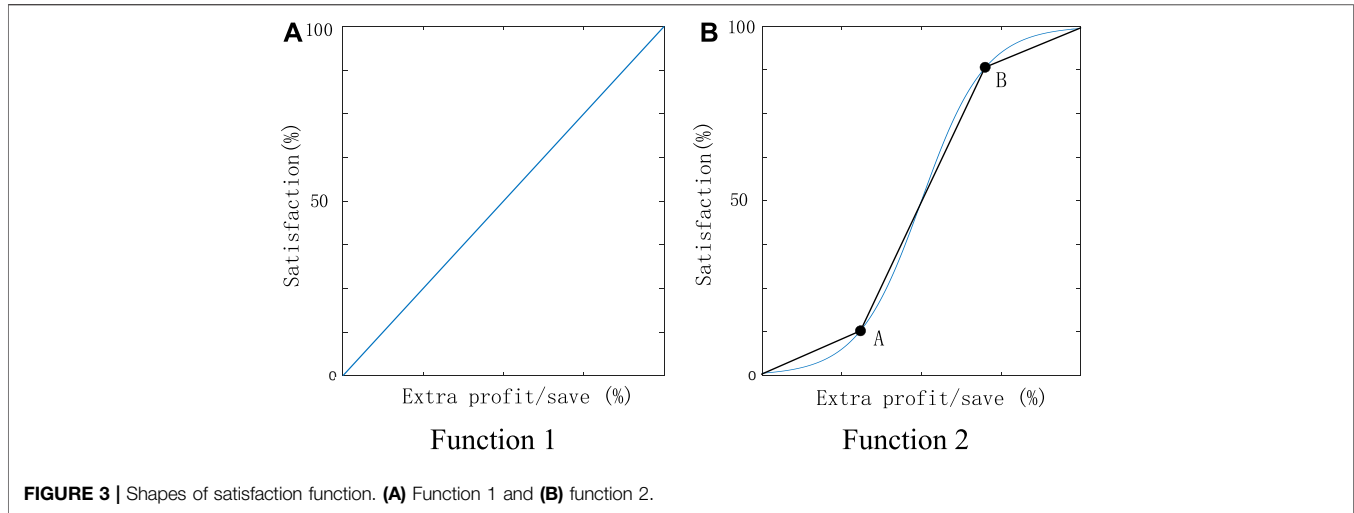 A
100
50
0
Satisfaction(%)
Extra profit/save (%)
Function 1
B
100
50
0
Satisfaction(%)
A
B
Extra profit/save (%)
Function 2
FIGURE 3 | Shapes of satisfaction function. (A) Function 1 and (B) function 2.